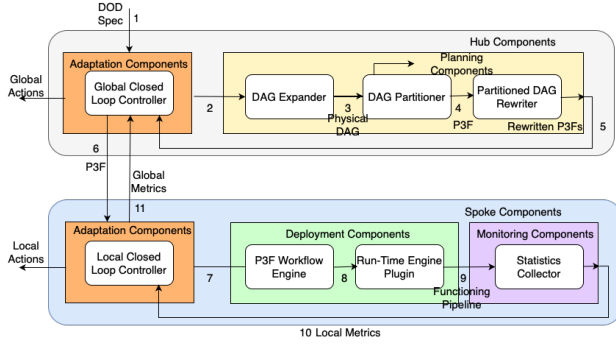 DOD
Spec
1
Hub Components
Adaptation Components
Planning
Components
Global
Actions
Global Closed
Loop Controller
2
DAG Expander
3
Physical
DAG
DAG Partitioner
4
P3F
Partitioned DAG
Rewriter
Rewritten P3Fs
5
6
P3F
Global
Metrics
11
Spoke Components
Adaptation Components
Deployment Components
Monitoring Components
Local
Actions
Local Closed
Loop Controller
7
P3F Workflow
Engine
8
Run-Time Engine
Plugin
9
Functioning
Pipeline
Statistics
Collector
10 Local Metrics